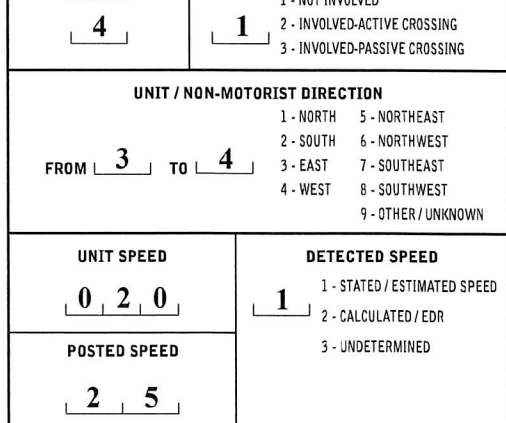 1 - NOT INVOLVED
4
1
2 - INVOLVED-ACTIVE CROSSING
3 - INVOLVED-PASSIVE CROSSING
UNIT / NON-MOTORIST DIRECTION
1 - NORTH 5 - NORTHEAST
2 - SOUTH 6 - NORTHWEST
FROM 3 TO 4
3 - EAST 7 - SOUTHEAST
4 - WEST 8 - SOUTHWEST
9 - OTHER / UNKNOWN
UNIT SPEED
0 2 0
DETECTED SPEED
1
1 - STATED / ESTIMATED SPEED
2 - CALCULATED / EDR
3 - UNDETERMINED
POSTED SPEED
2 5